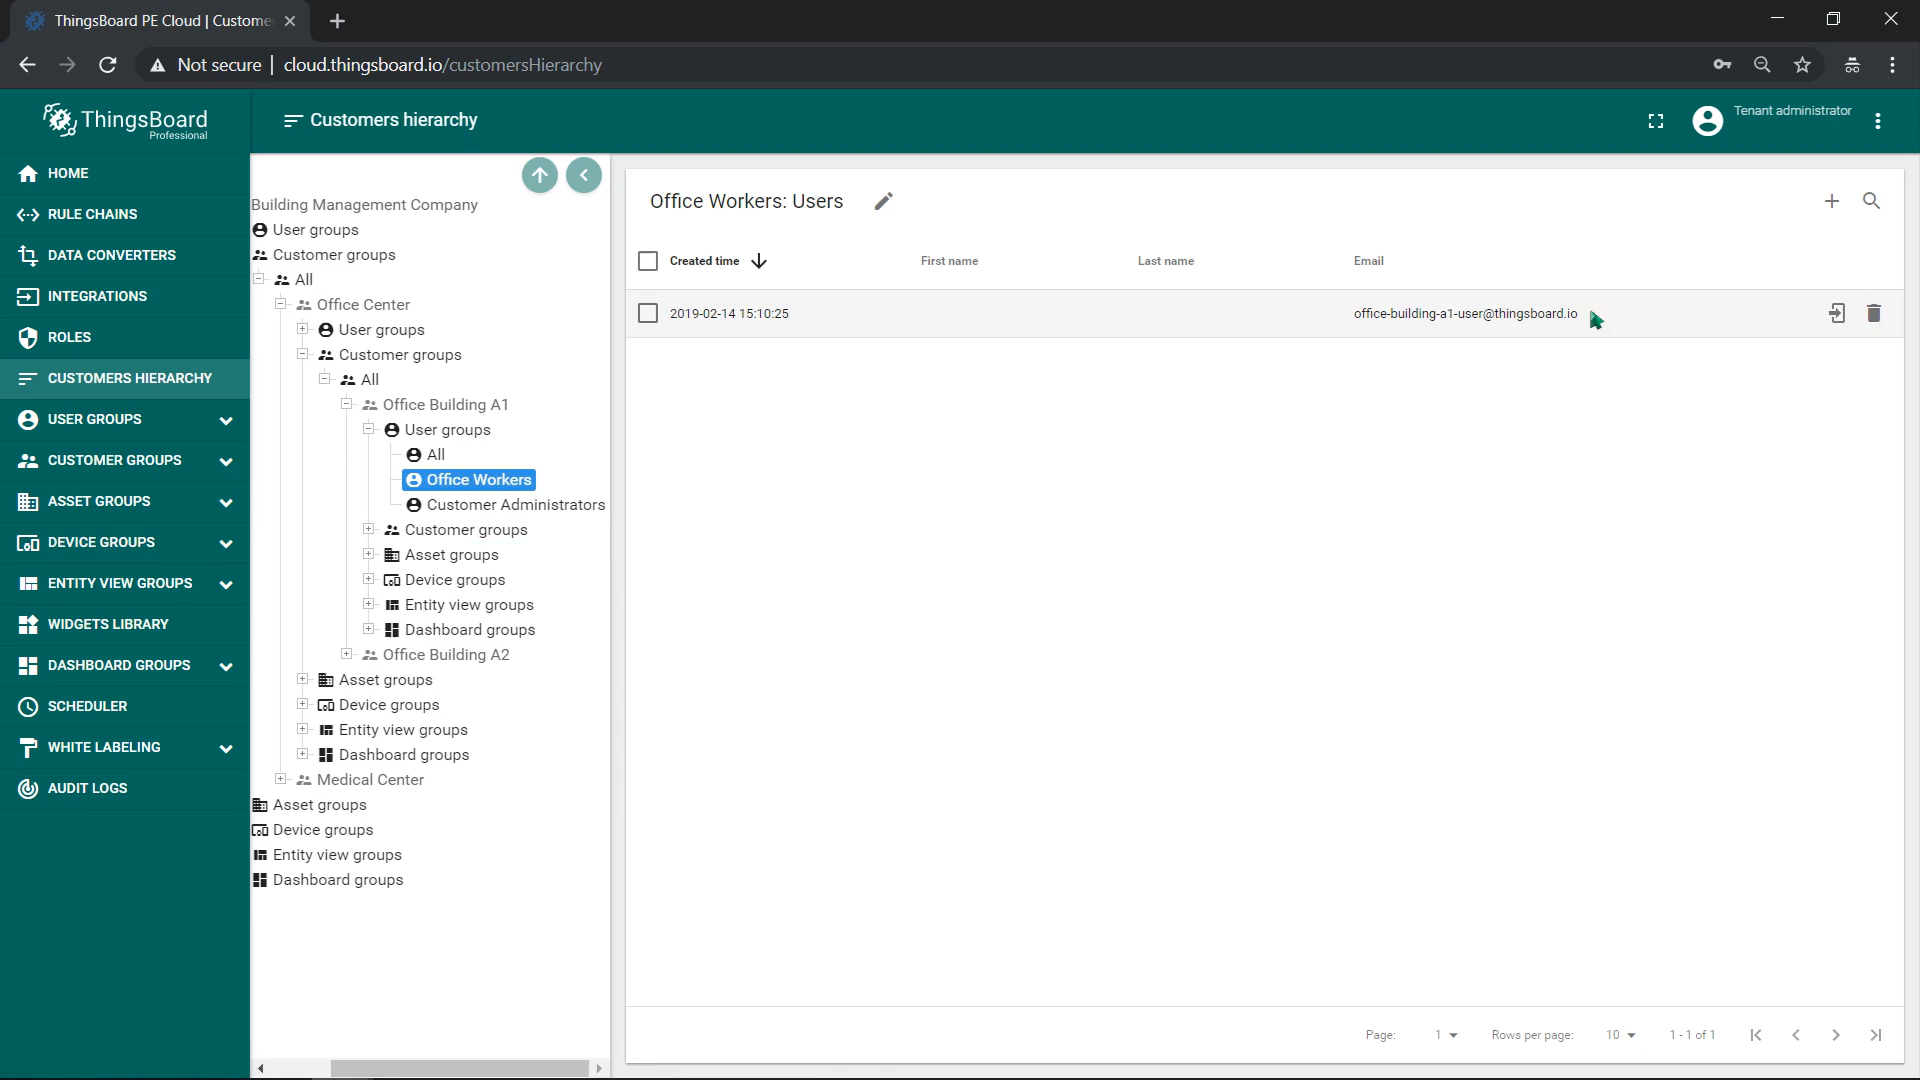 ThingsBoard PE Cloud | Custome
Not secure | cloud.thingsboard.io/customersHierarchy
ThingsBoard
Professional
Customers hierarchy
Tenant administrator
HOME
RULE CHAINS
DATA CONVERTERS
INTEGRATIONS
ROLES
CUSTOMERS HIERARCHY
USER GROUPS
CUSTOMER GROUPS
ASSET GROUPS
DEVICE GROUPS
ENTITY VIEW GROUPS
WIDGETS LIBRARY
DASHBOARD GROUPS
SCHEDULER
WHITE LABELING
AUDIT LOGS
Building Management Company
User groups
Customer groups
All
Office Center
User groups
Customer groups
All
Office Building A1
User groups
All
Office Workers
Customer Administrators
Customer groups
Asset groups
Device groups
Entity view groups
Dashboard groups
Office Building A2
Asset groups
Device groups
Entity view groups
Dashboard groups
Medical Center
Asset groups
Device groups
Entity view groups
Dashboard groups
Office Workers: Users
Created time First name Last name Email
2019-02-14 15:10:25 office-building-a1-user@thingsboard.io
Page: 1 Rows per page: 10 1 - 1 of 1